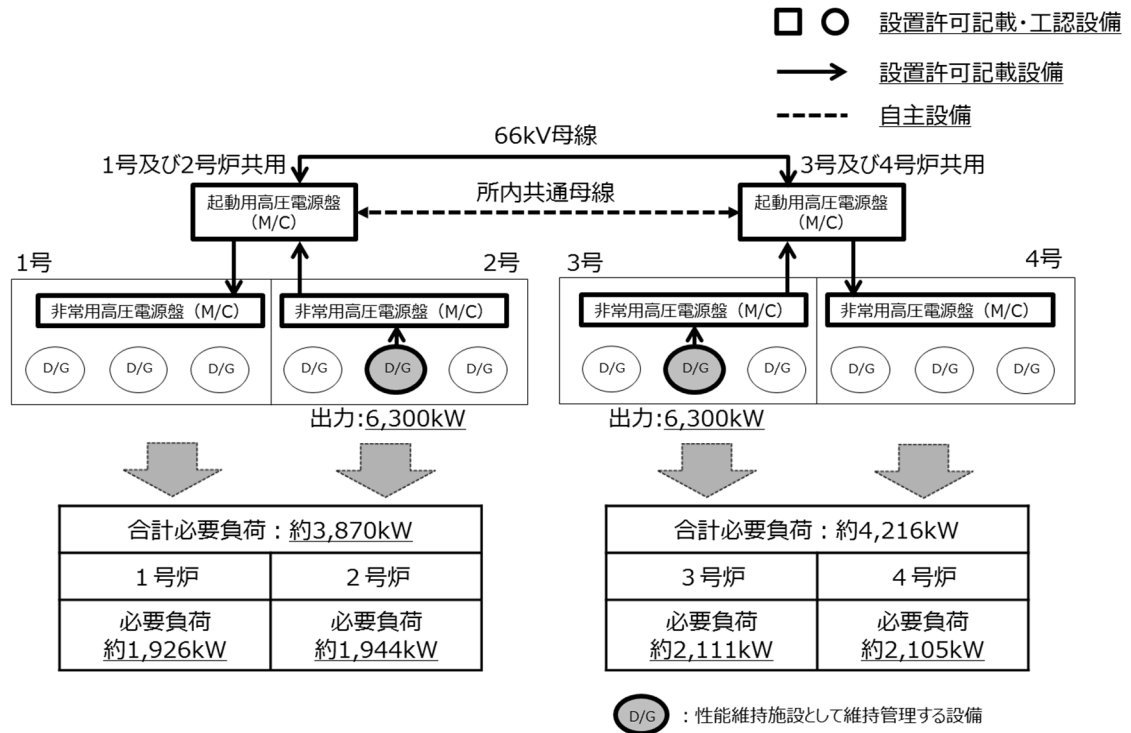 設置許可記載・工認設備
設置許可記載設備
自主設備
66kV母線
1号及び2号炉共用
3号及び4号炉共用
起動用高圧電源盤
（M/C）
所内共通母線
起動用高圧電源盤
（M/C）
1号
2号
3号
4号
非常用高圧電源盤（M/C）
非常用高圧電源盤（M/C）
非常用高圧電源盤（M/C）
非常用高圧電源盤（M/C）
D/G
D/G
D/G
D/G
D/G
D/G
D/G
D/G
D/G
D/G
D/G
D/G
出力:6,300kW
出力:6,300kW
合計必要負荷：約3,870kW
１号炉
２号炉
必要負荷
約1,926kW
必要負荷
約1,944kW
合計必要負荷：約4,216kW
３号炉
４号炉
必要負荷
約2,111kW
必要負荷
約2,105kW
D/G ：性能維持施設として維持管理する設備